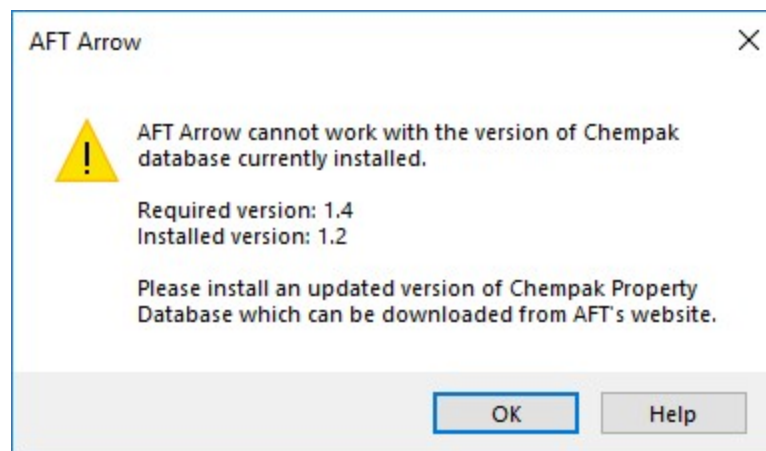 AFT Arrow
AFT Arrow cannot work with the version of Chempak
database currently installed.
Required version: 1.4
Installed version: 1.2
Please install an updated version of Chempak Property
Database which can be downloaded from AFT's website.
OK
Help